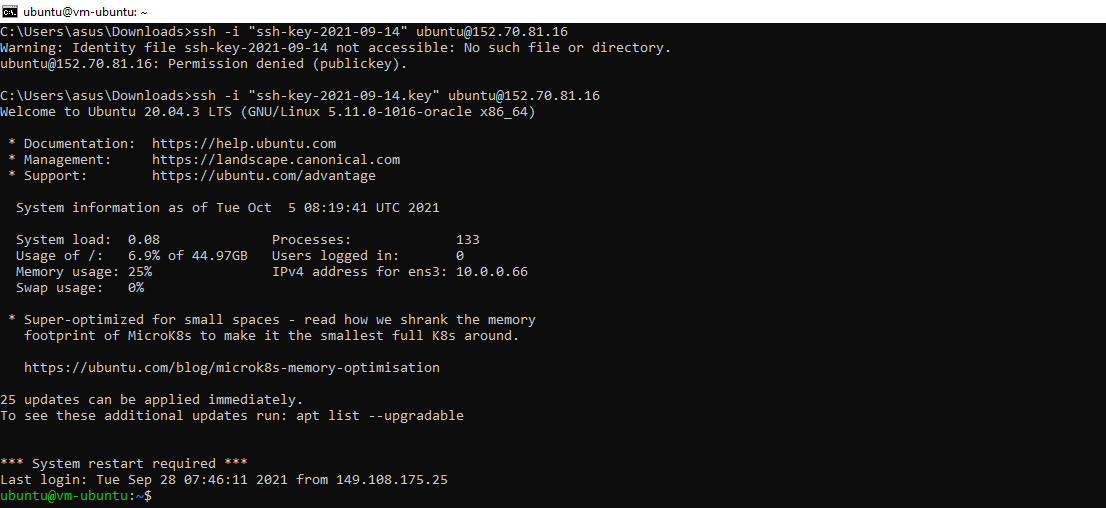 ubuntu@vm-ubuntu: ~
C:\Users\asus\Downloads>ssh -i "ssh-key-2021-09-14" ubuntu@152.70.81.16
Warning: Identity file ssh-key-2021-09-14 not accessible: No such file or directory.
ubuntu@152.70.81.16: Permission denied (publickey).
C:\Users\asus\Downloads>ssh -i "ssh-key-2021-09-14.key" ubuntu@152.70.81.16
Welcome to Ubuntu 20.04.3 LTS (GNU/Linux 5.11.0-1016-oracle x86_64)
* Documentation:  https://help.ubuntu.com
* Management:     https://landscape.canonical.com
* Support:        https://ubuntu.com/advantage
System information as of Tue Oct  5 08:19:41 UTC 2021
System load:  0.08               Processes:             133
Usage of /:   6.9% of 44.97GB   Users logged in:       0
Memory usage: 25%               IPv4 address for ens3: 10.0.0.66
Swap usage:   0%
* Super-optimized for small spaces - read how we shrank the memory
footprint of MicroK8s to make it the smallest full K8s around.
https://ubuntu.com/blog/microk8s-memory-optimisation
25 updates can be applied immediately.
To see these additional updates run: apt list --upgradable
*** System restart required ***
Last login: Tue Sep 28 07:46:11 2021 from 149.108.175.25
ubuntu@vm-ubuntu:~$